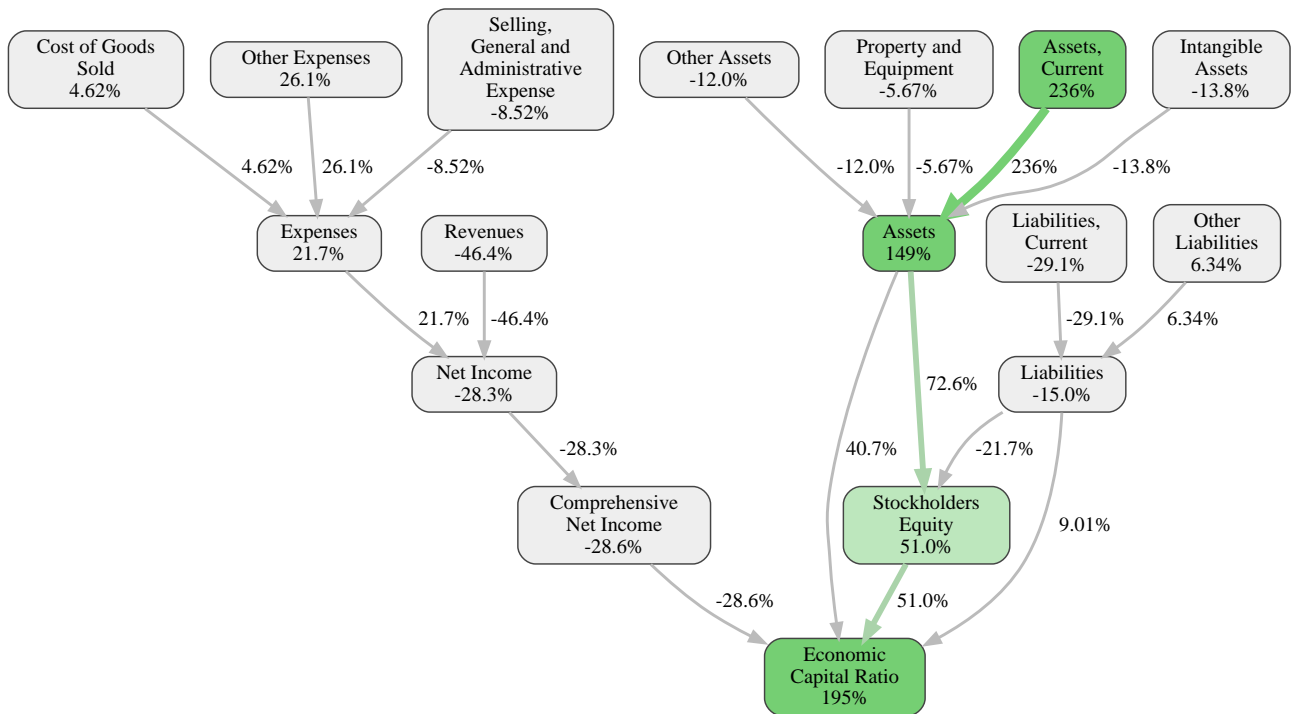 Cost of Goods
Sold
4.62%
Other Expenses
26.1%
Selling,
General and
Administrative
Expense
-8.52%
Other Assets
-12.0%
Property and
Equipment
-5.67%
Assets,
Current
236%
Intangible
Assets
-13.8%
4.62%
26.1%
-8.52%
-12.0%
-5.67%
236%
-13.8%
Expenses
21.7%
Revenues
-46.4%
Assets
149%
Liabilities,
Current
-29.1%
Other
Liabilities
6.34%
21.7%
-46.4%
-29.1%
6.34%
Net Income
-28.3%
72.6%
Liabilities
-15.0%
-28.3%
40.7%
-21.7%
Comprehensive
Net Income
-28.6%
Stockholders
Equity
51.0%
9.01%
-28.6%
51.0%
Economic
Capital Ratio
195%